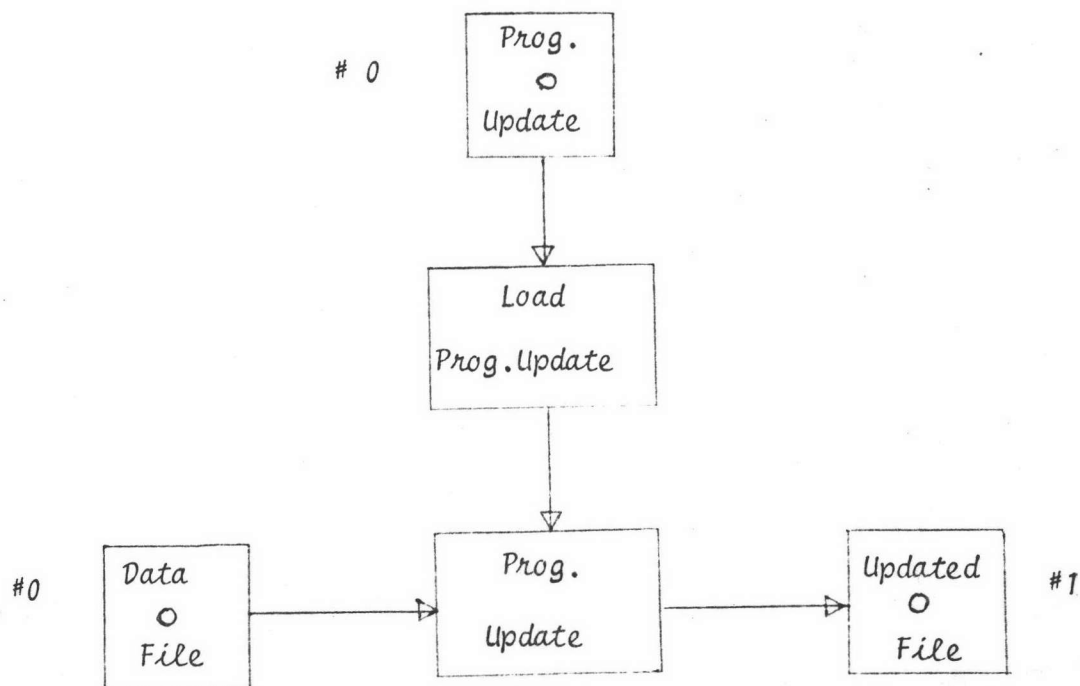 Prog.
# 0
Update
Load
Prog.Update
#0
Data
File
Prog.
Update
Updated
File
#1